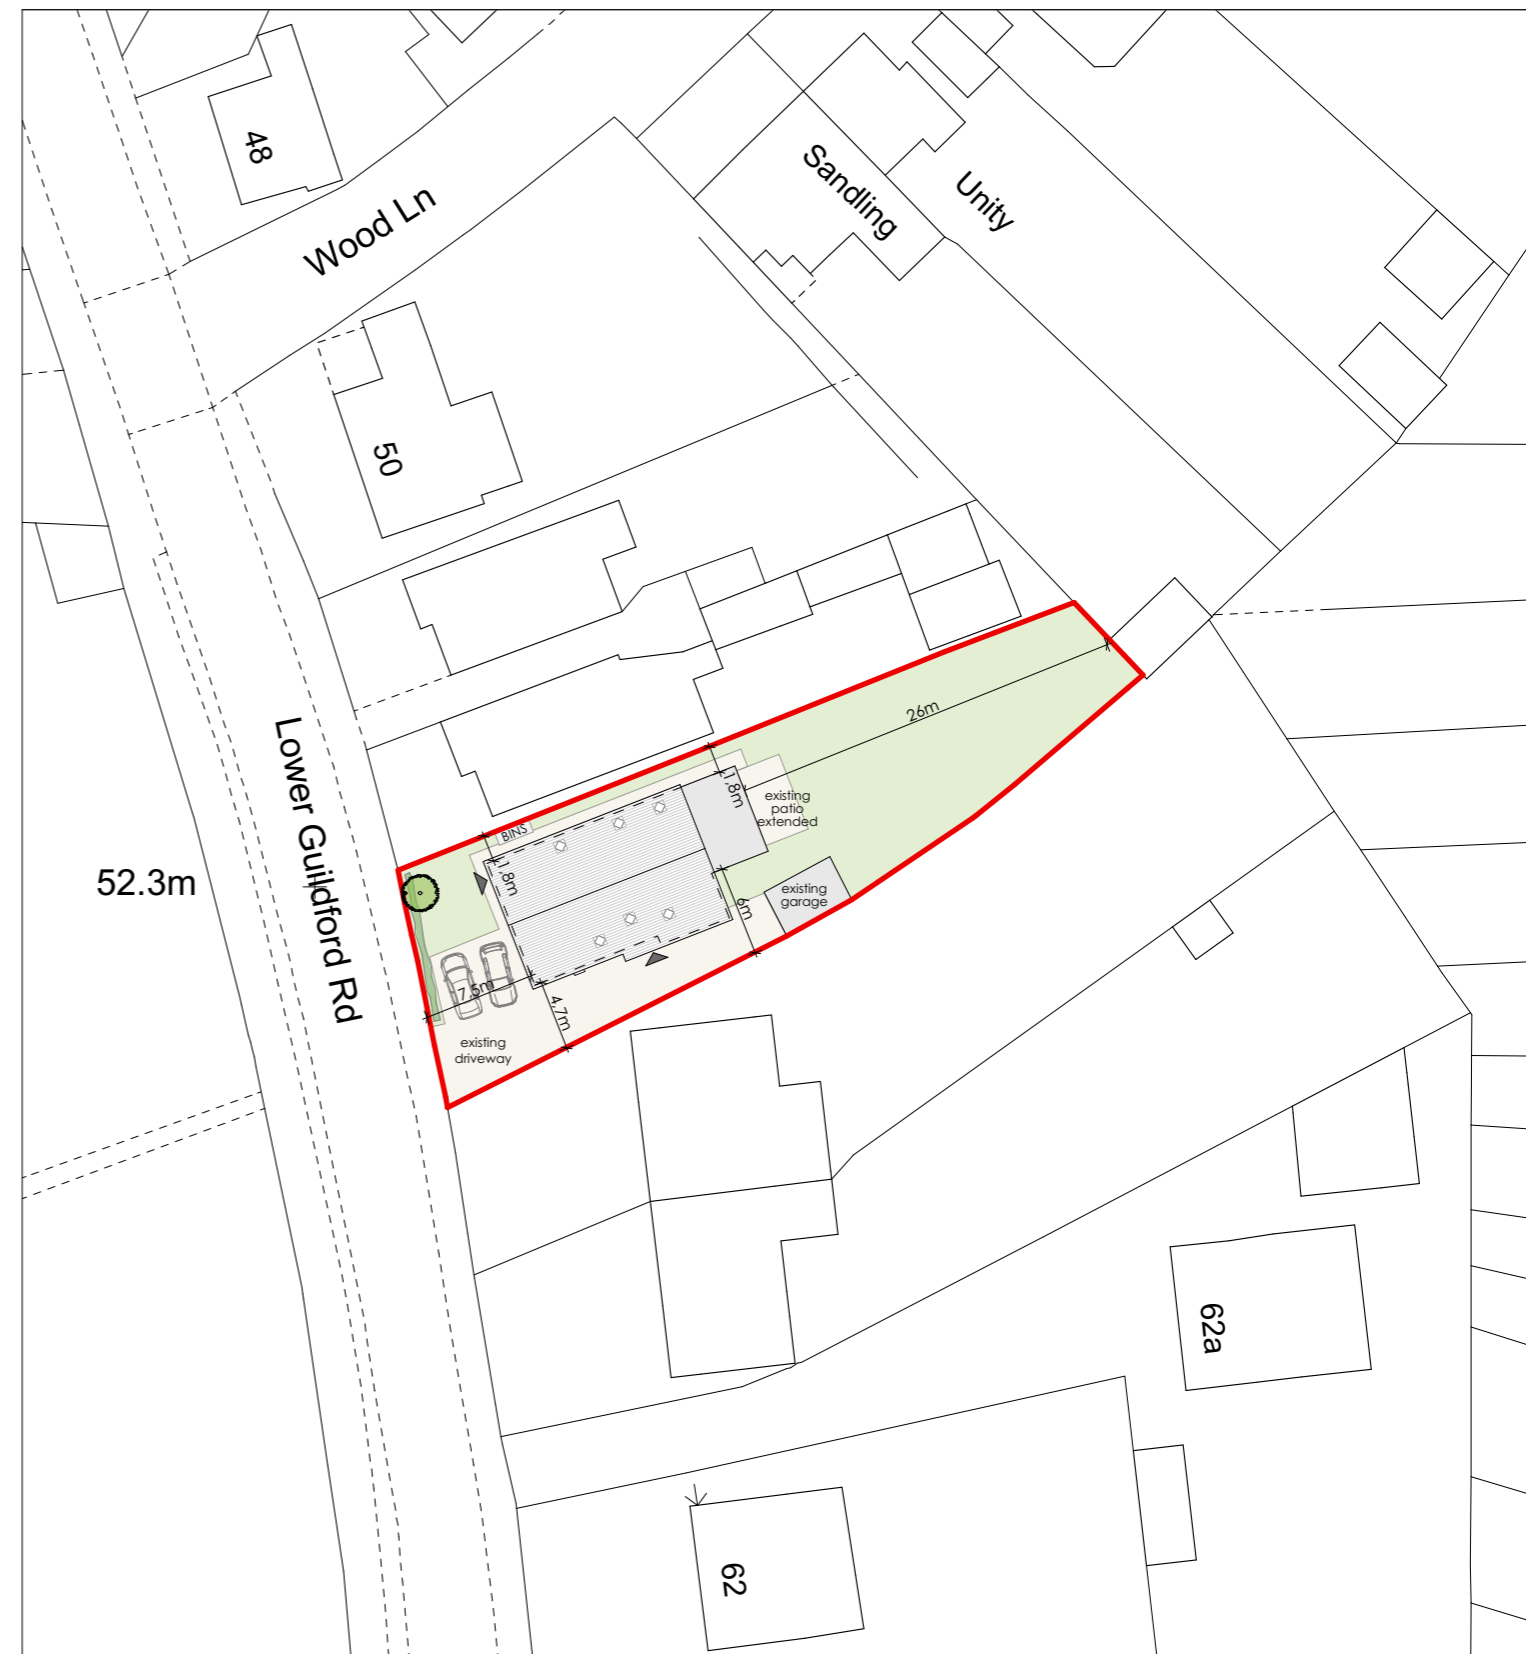 48
Wood Ln
Sandling
Unity
50
26m
1,8m
existing
patio
extended
BINS
1,8m
existing
garage
6m
Lower Guildford Rd
52.3m
7,5m
4,7m
existing
driveway
62a
62